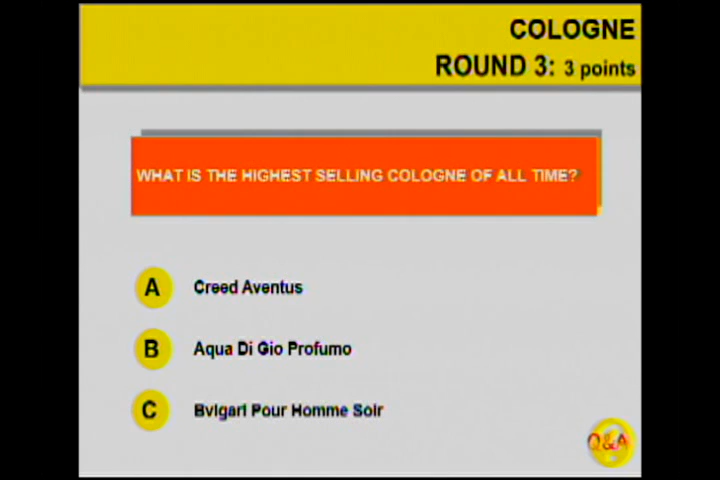 COLOGNE
ROUND 3: 3 points
WHAT IS THE HIGHEST SELLING COLOGNE OF ALL TIME?
A Creed Aventus
B Aqua Di Gio Profumo
C Bvlgari Pour Homme Soir
Q&A